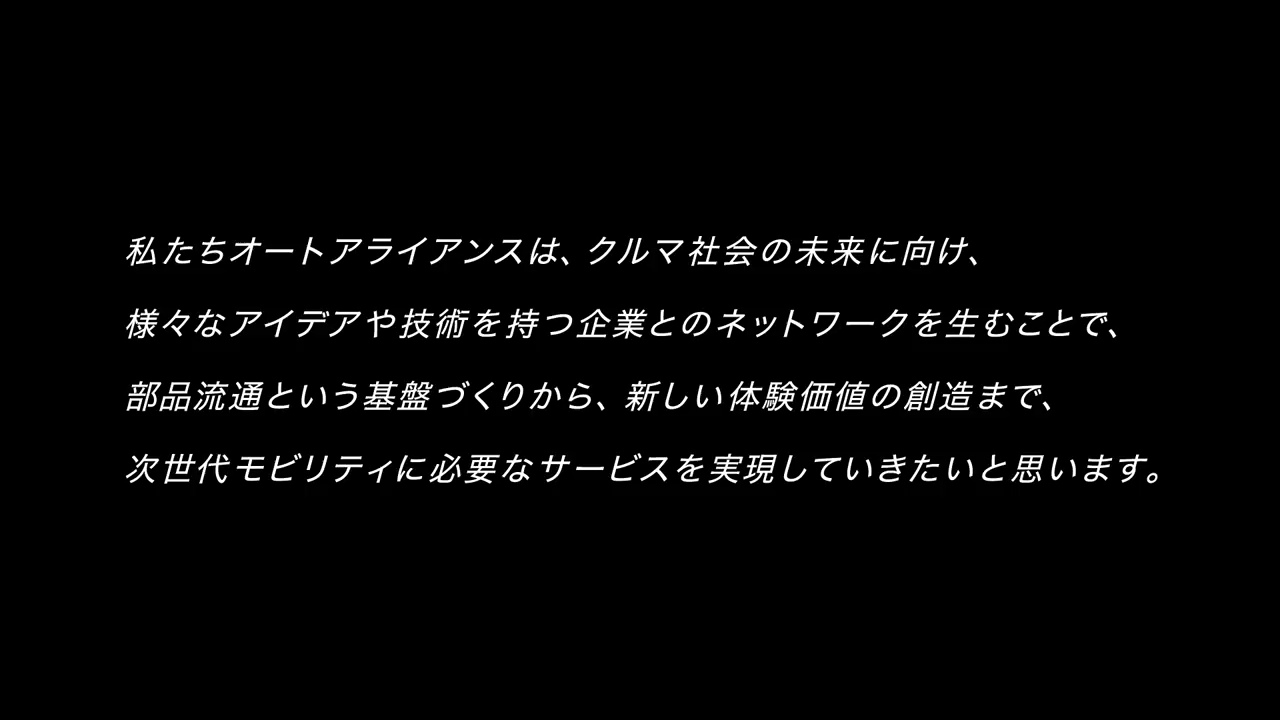 私たちオートアライアンスは、クルマ社会の未来に向け、
様々なアイデアや技術を持つ企業とのネットワークを生むことで、
部品流通という基盤づくりから、新しい体験価値の創造まで、
次世代モビリティに必要なサービスを実現していきたいと思います。